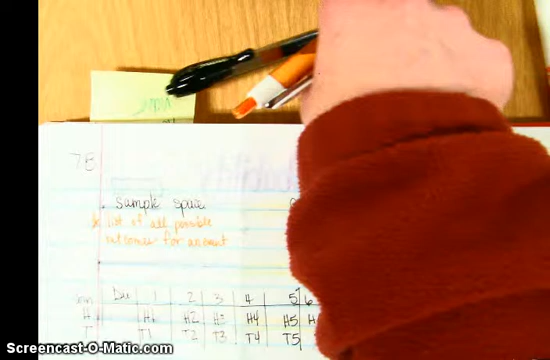 7E
Sample space
a list of all possible
outcomes for an event
Die 1 2 3 4 5 6
H H1 H2 H3 H4 H5
T T1 T2 T3 T4 T5
Screencast-O-Matic.com